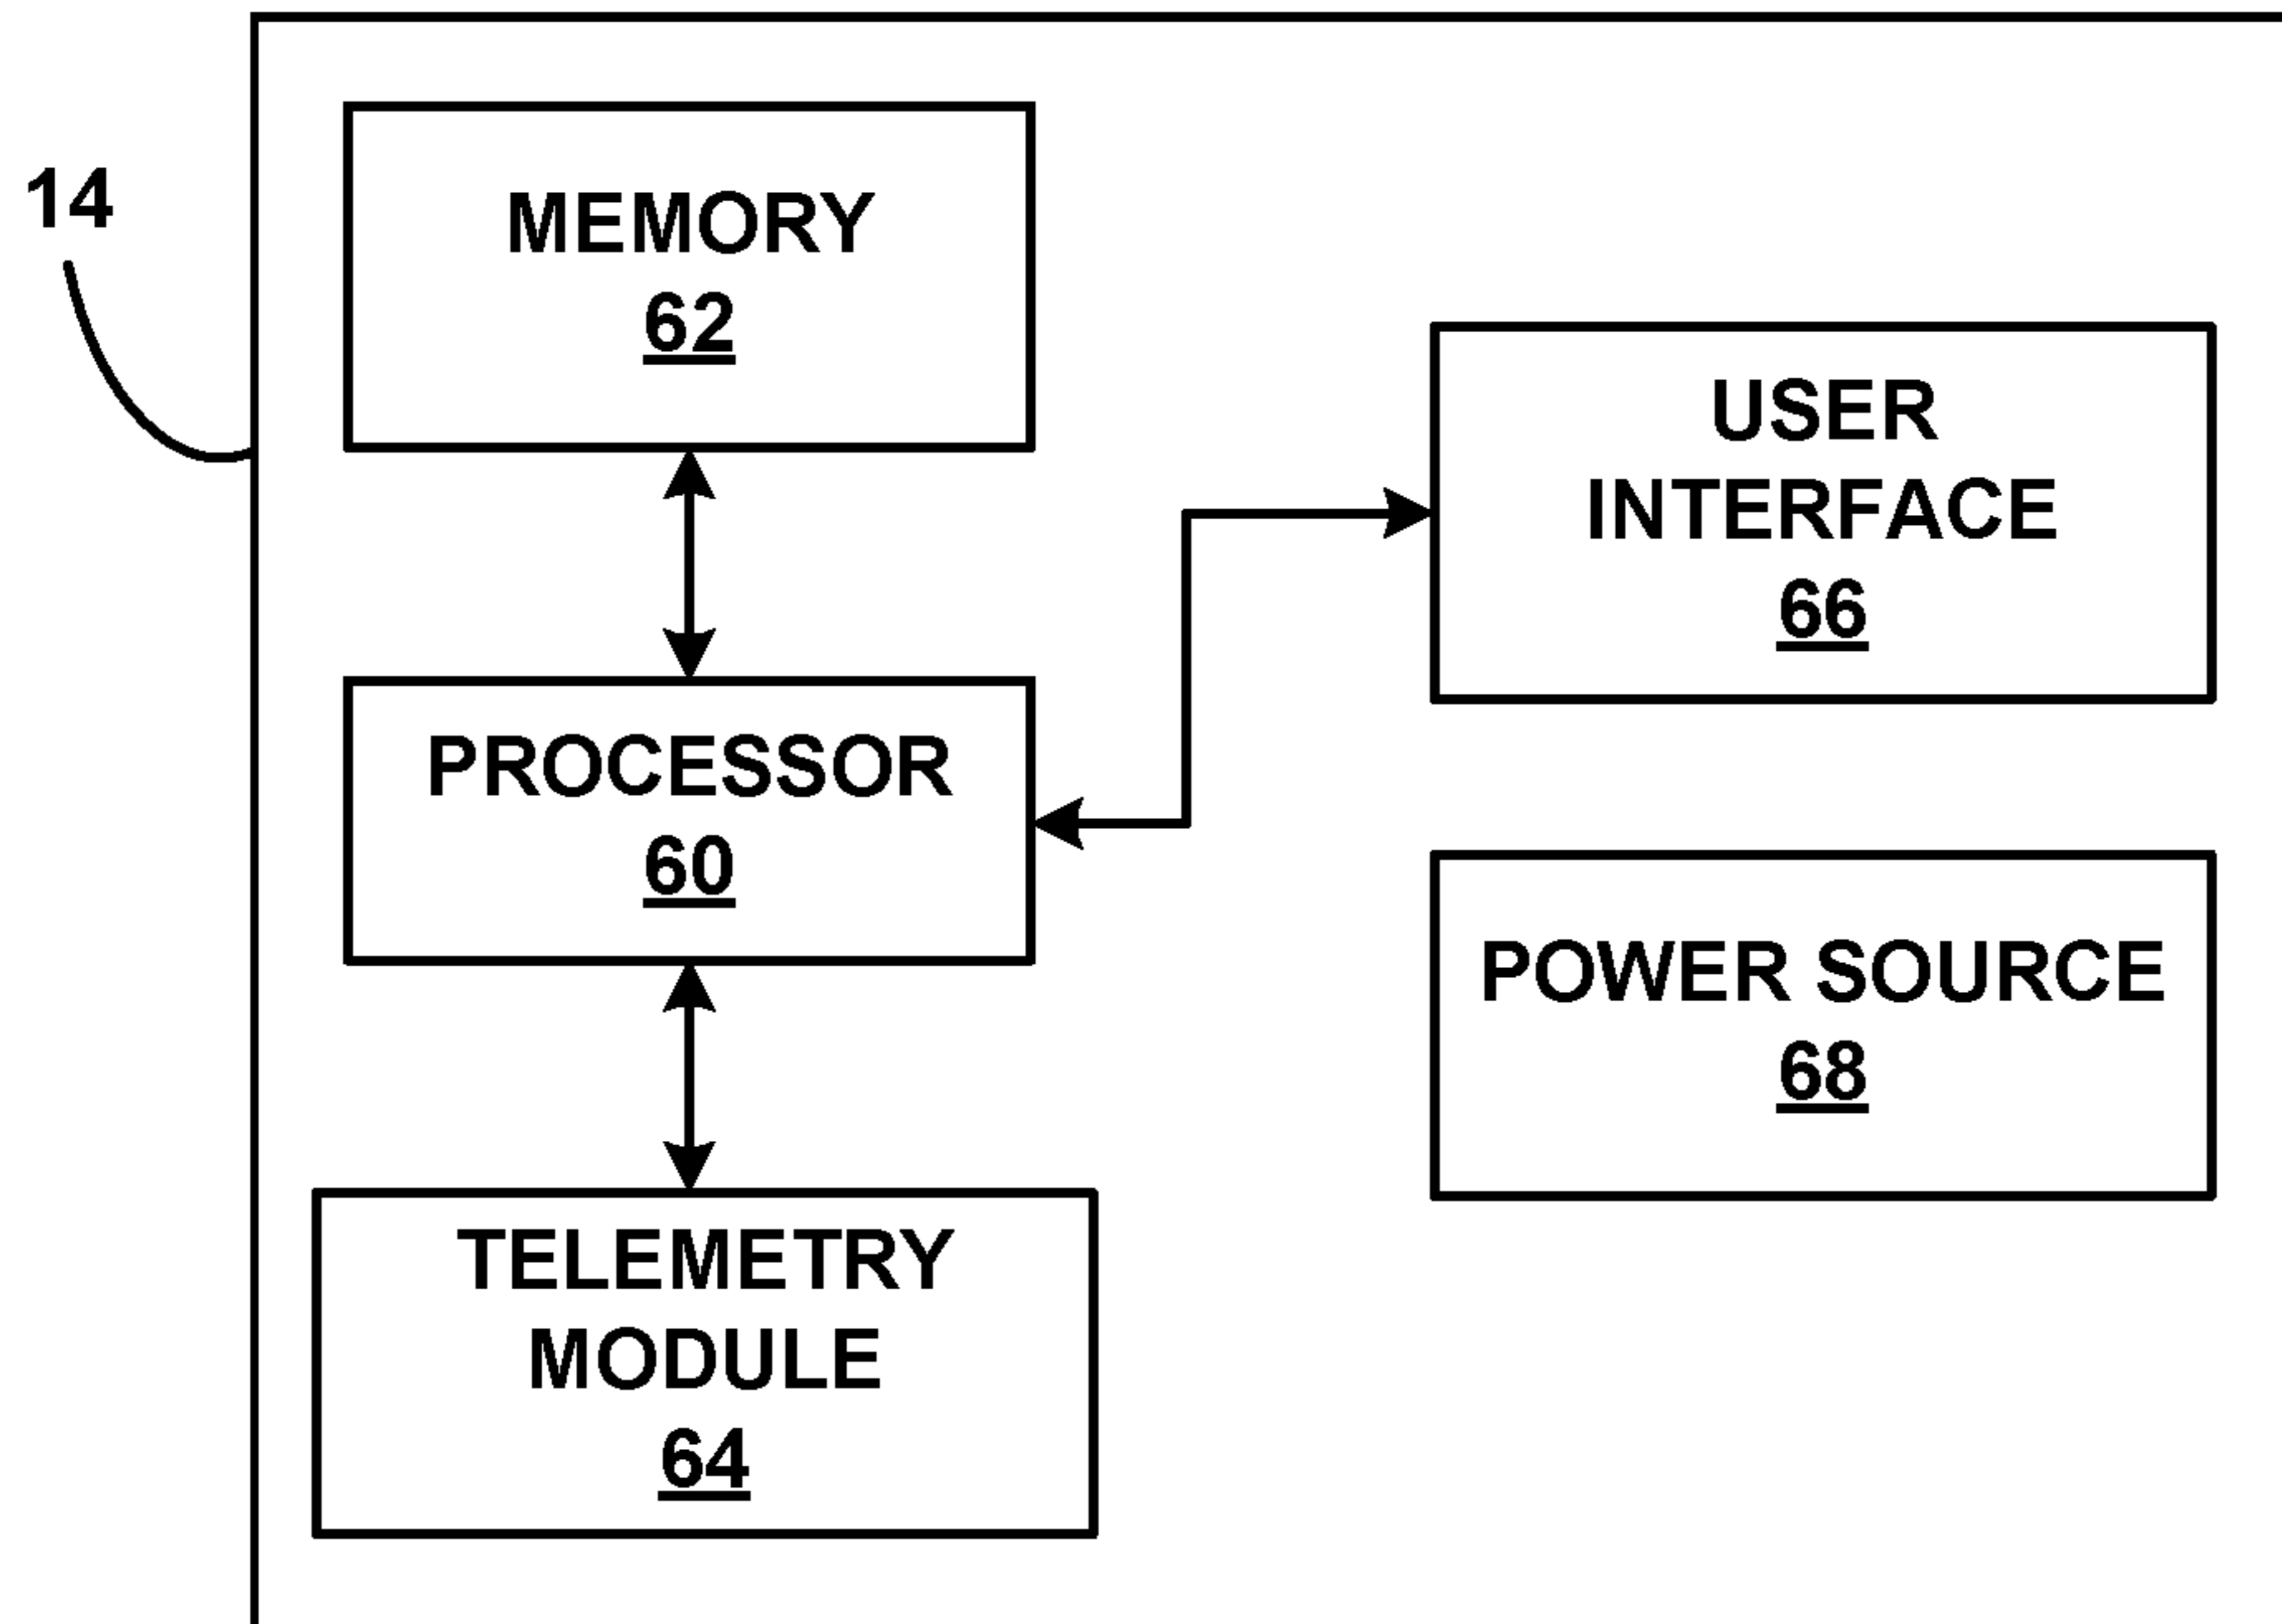 14
MEMORY
62
USER
INTERFACE
66
PROCESSOR
60
POWER SOURCE
68
TELEMETRY
MODULE
64